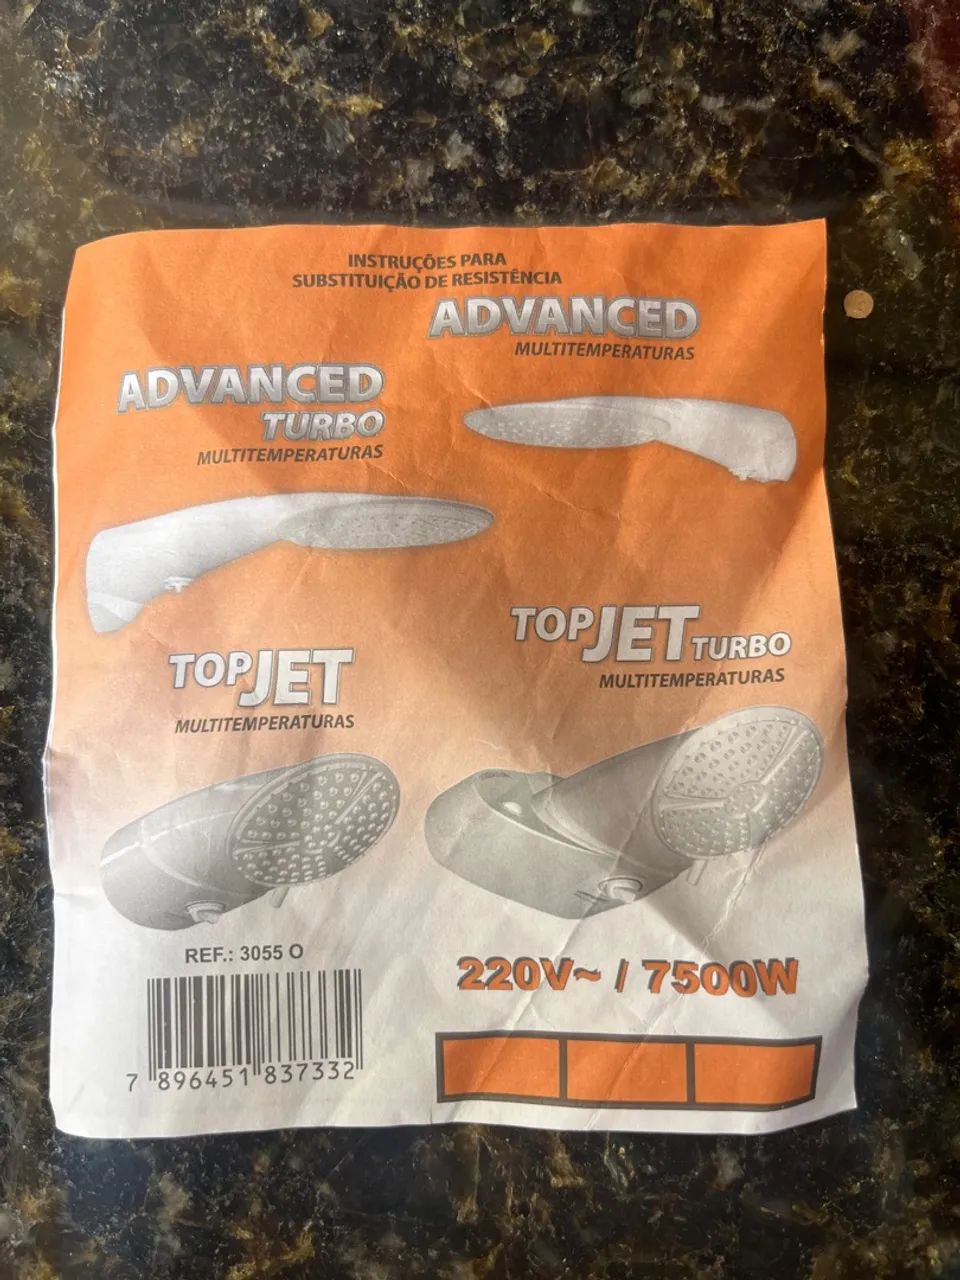 INSTRUÇÕES PARA
SUBSTITUIÇÃO DE RESISTÊNCIA
ADVANCED
MULTITEMPERATURAS
ADVANCED
TURBO
MULTITEMPERATURAS
TOPJET
MULTITEMPERATURAS
TOPJET TURBO
MULTITEMPERATURAS
REF.: 3055 O
7 896451 837332
220V~ / 7500W